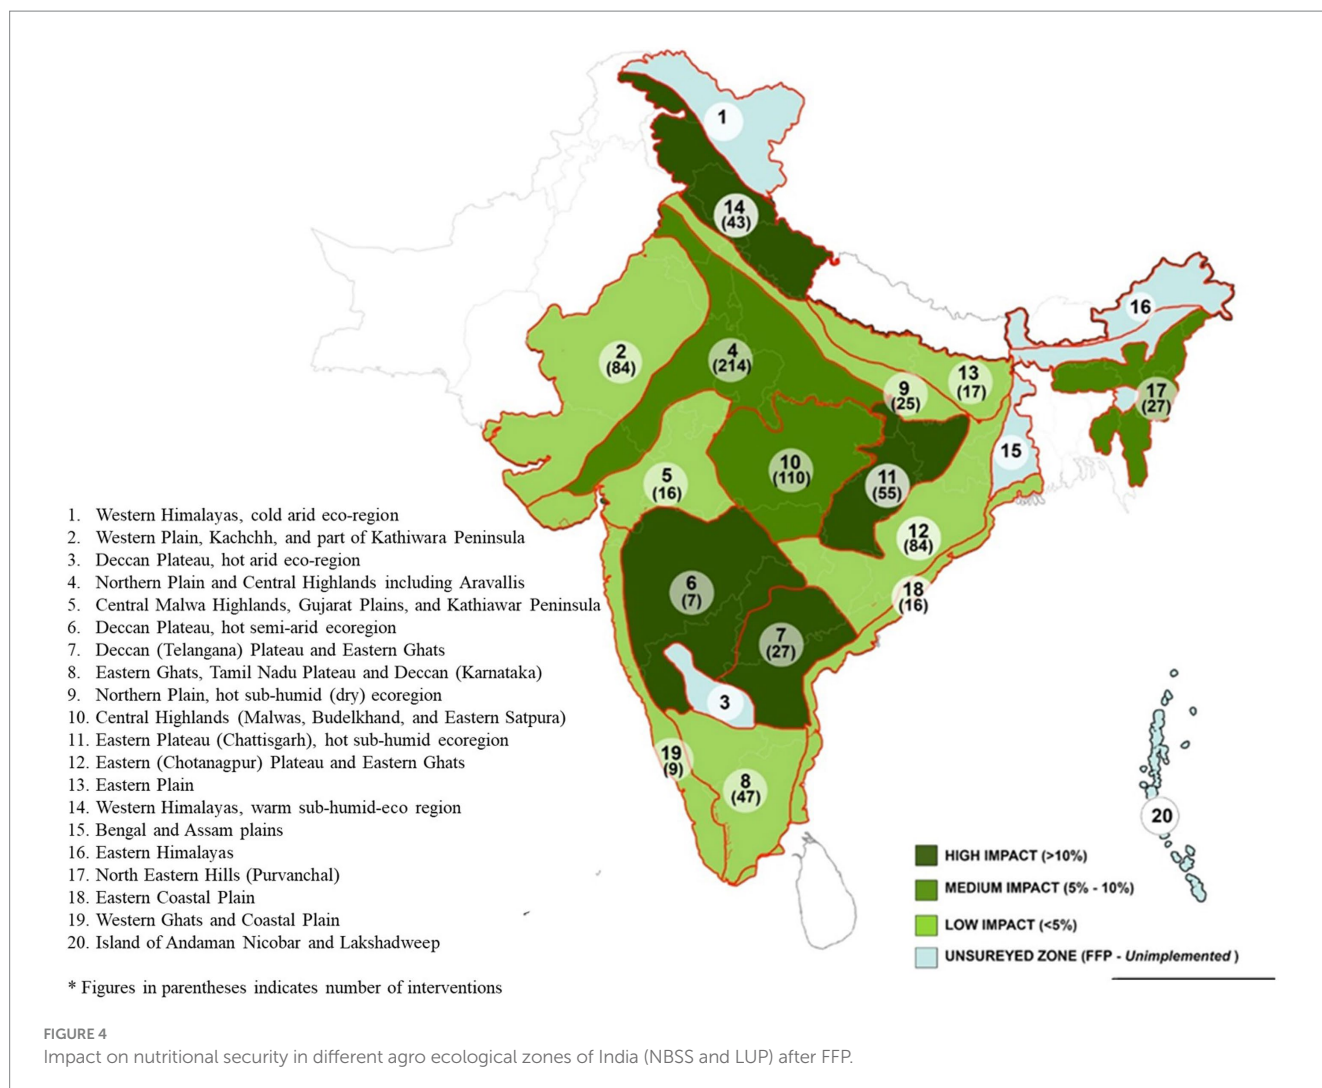 1
14
(43)
16
2
(84)
4
(214)
13
(17)
9
(25)
17
(27)
15
10
(110)
11
(55)
5
(16)
12
(84)
6
(7)
18
(16)
7
(27)
3
19
(9)
8
(47)
20
1. Western Himalayas, cold arid eco-region
2. Western Plain, Kachchh, and part of Kathiwara Peninsula
3. Deccan Plateau, hot arid eco-region
4. Northern Plain and Central Highlands including Aravallis
5. Central Malwa Highlands, Gujarat Plains, and Kathiawar Peninsula
6. Deccan Plateau, hot semi-arid ecoregion
7. Deccan (Telangana) Plateau and Eastern Ghats
8. Eastern Ghats, Tamil Nadu Plateau and Deccan (Karnataka)
9. Northern Plain, hot sub-humid (dry) ecoregion
10. Central Highlands (Malwas, Budelkhand, and Eastern Satpura)
11. Eastern Plateau (Chattisgarh), hot sub-humid ecoregion
12. Eastern (Chotanagpur) Plateau and Eastern Ghats
13. Eastern Plain
14. Western Himalayas, warm sub-humid-eco region
15. Bengal and Assam plains
16. Eastern Himalayas
17. North Eastern Hills (Purvanchal)
18. Eastern Coastal Plain
19. Western Ghats and Coastal Plain
20. Island of Andaman Nicobar and Lakshadweep
* Figures in parentheses indicates number of interventions
HIGH IMPACT (>10%)
MEDIUM IMPACT (5% - 10%)
LOW IMPACT (<5%)
UNSUREYED ZONE (FFP - Unimplemented )
FIGURE 4
Impact on nutritional security in different agro ecological zones of India (NBSS and LUP) after FFP.